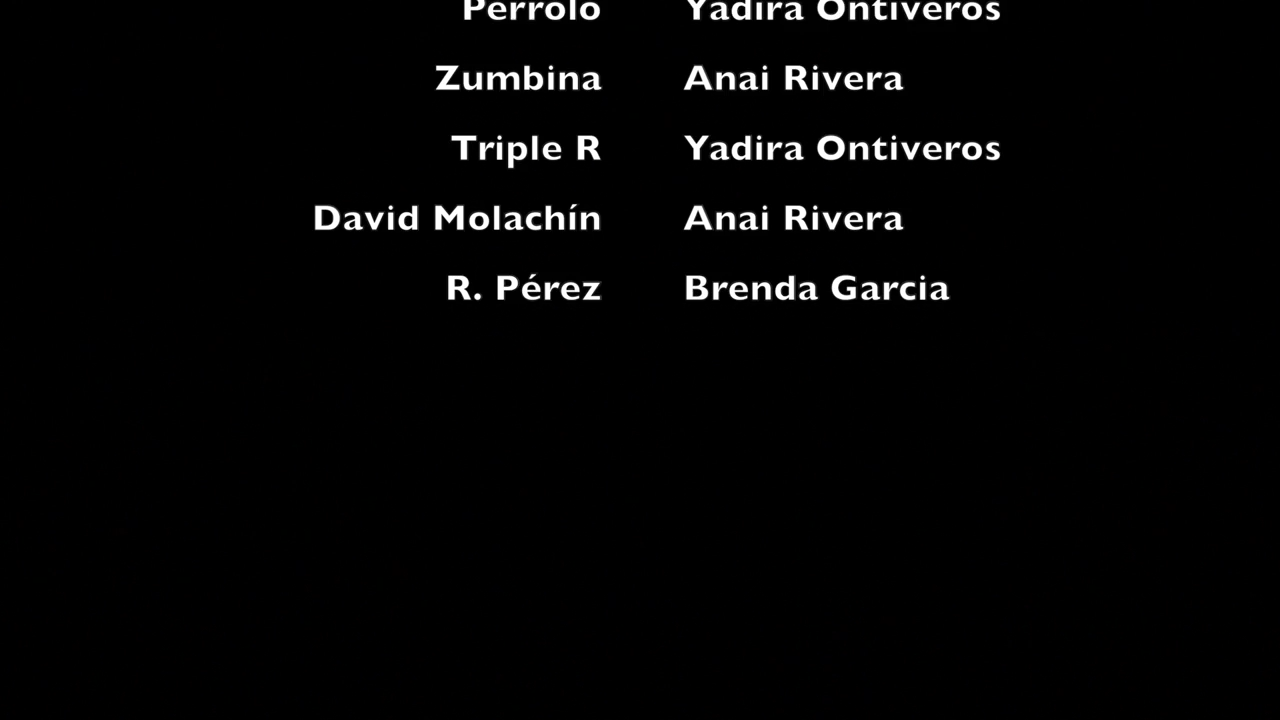 Perrolo Yadira Ontiveros
Zumbina Anai Rivera
Triple R Yadira Ontiveros
David Molachín Anai Rivera
R. Pérez Brenda Garcia